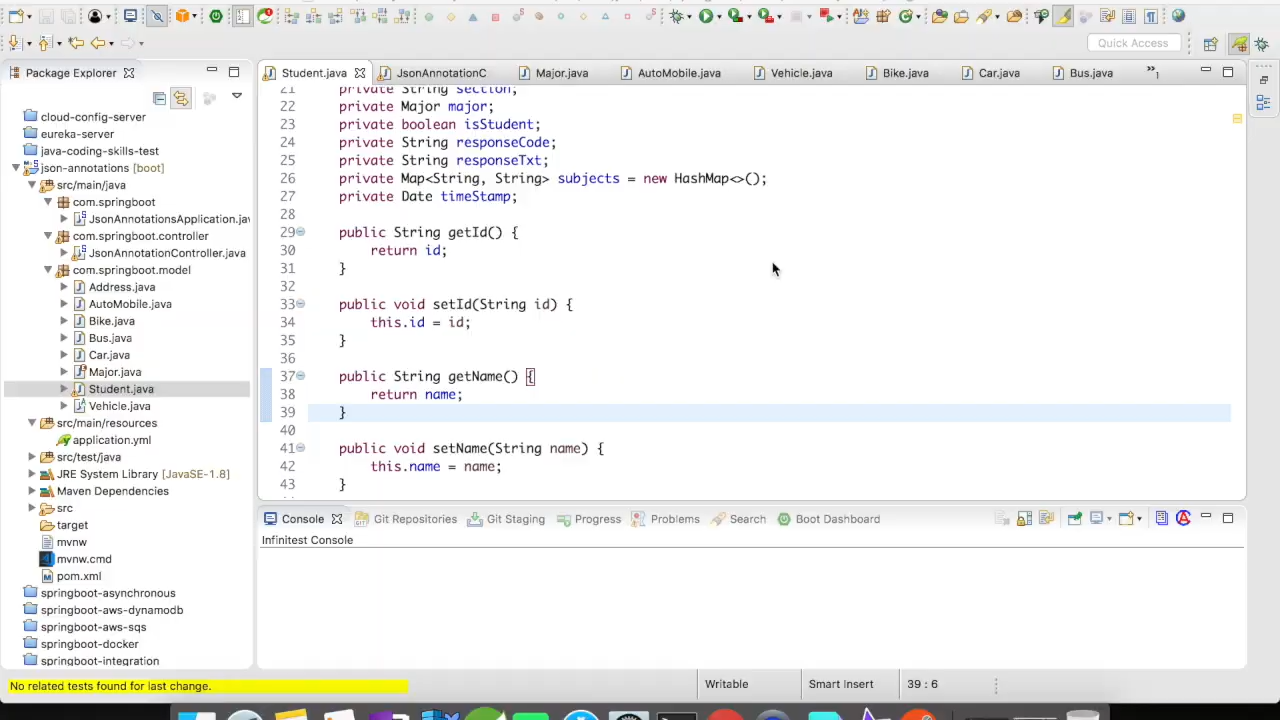 Quick Access
Package Explorer
cloud-config-server
eureka-server
java-coding-skills-test
json-annotations [boot]
src/main/java
com.springboot
JsonAnnotationsApplication.jav
com.springboot.controller
JsonAnnotationController.java
com.springboot.model
Address.java
AutoMobile.java
Bike.java
Bus.java
Car.java
Major.java
Student.java
Vehicle.java
src/main/resources
application.yml
src/test/java
JRE System Library [JavaSE-1.8]
Maven Dependencies
src
target
mvnw
mvnw.cmd
pom.xml
springboot-asynchronous
springboot-aws-dynamodb
springboot-aws-sqs
springboot-docker
springboot-integration
Student.java JsonAnnotationC Major.java AutoMobile.java Vehicle.java Bike.java Car.java Bus.java »1
21 private String section;
22 private Major major;
23 private boolean isStudent;
24 private String responseCode;
25 private String responseTxt;
26 private Map<String, String> subjects = new HashMap<>();
27 private Date timeStamp;
28
29 public String getId() {
30 return id;
31 }
32
33 public void setId(String id) {
34 this.id = id;
35 }
36
37 public String getName() {
38 return name;
39 }
40
41 public void setName(String name) {
42 this.name = name;
43 }
Console Git Repositories Git Staging Progress Problems Search Boot Dashboard
Infinitest Console
No related tests found for last change. Writable Smart Insert 39 : 6